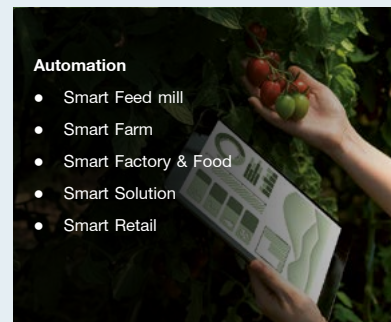 Automation
● Smart Feed mill
● Smart Farm
● Smart Factory & Food
● Smart Solution
● Smart Retail